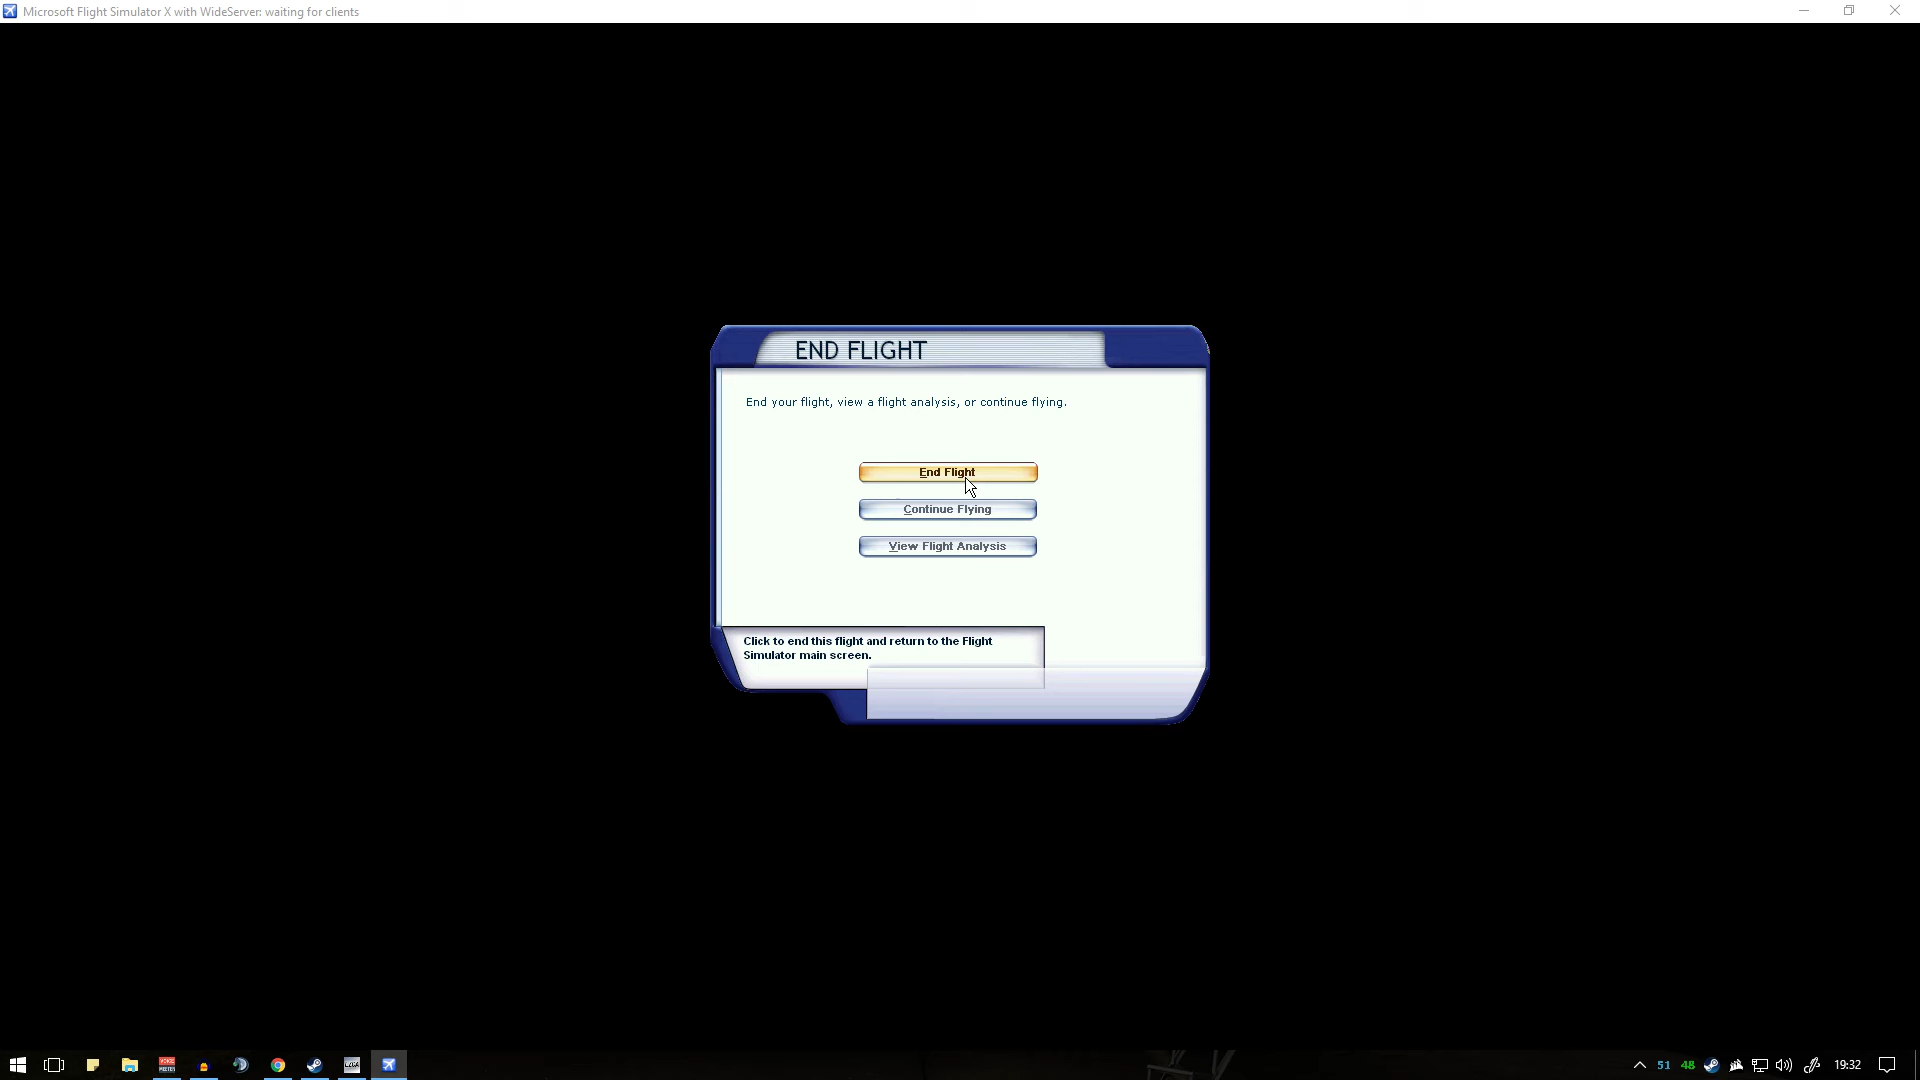 Microsoft Flight Simulator X with WideServer: waiting for clients
END FLIGHT
End your flight, view a flight analysis, or continue flying.
End Flight
Continue Flying
View Flight Analysis
Click to end this flight and return to the Flight
Simulator main screen.
VOICE
MEETER
51 48 19:32